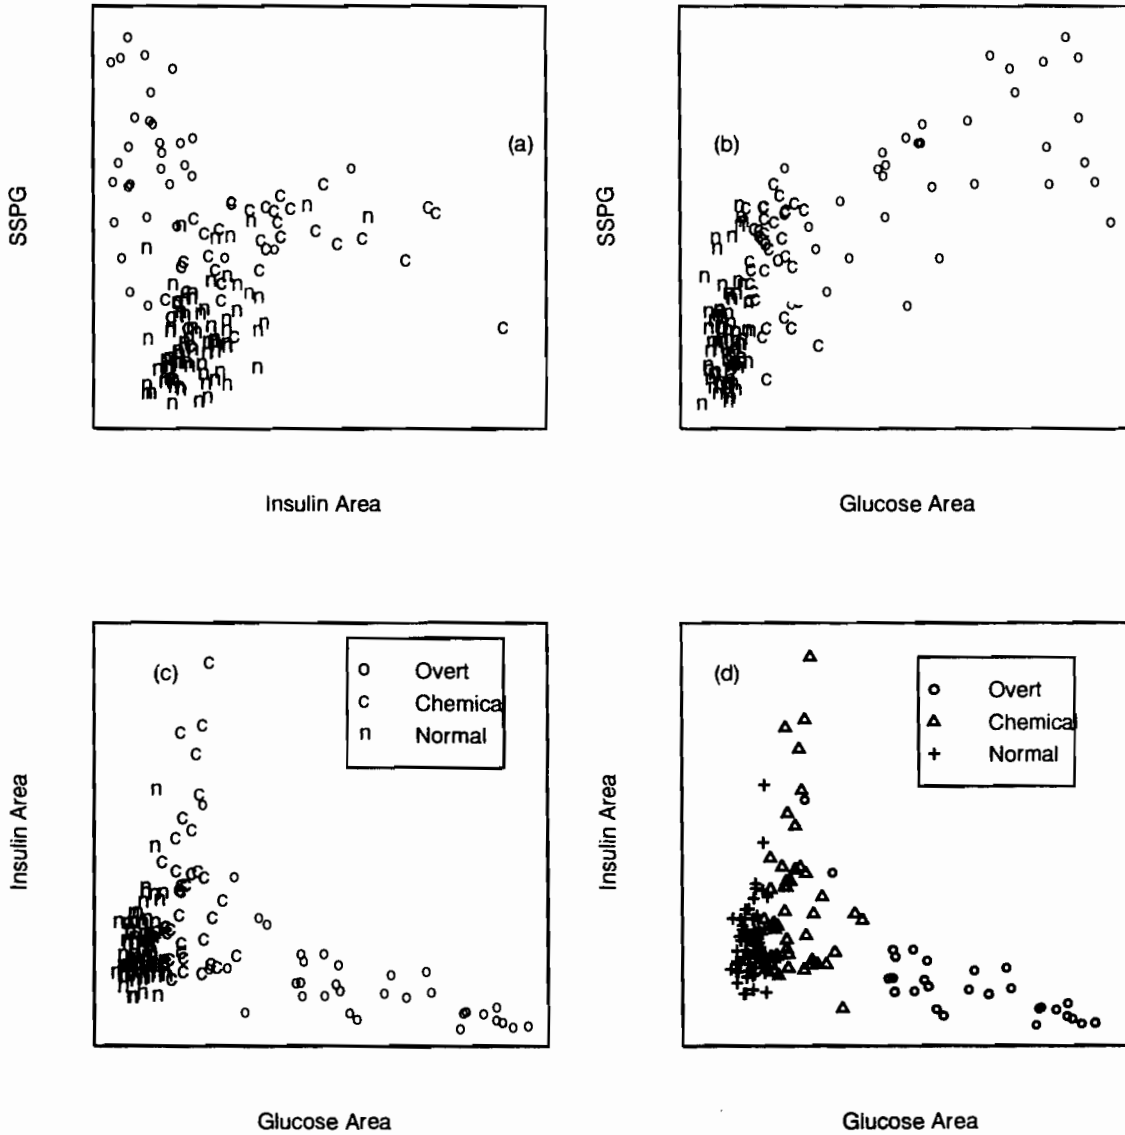 (a)
SSPG
Insulin Area
(b)
SSPG
Glucose Area
(c)
o Overt
c Chemical
n Normal
Insulin Area
Glucose Area
(d)
Overt
Chemical
Normal
Insulin Area
Glucose Area